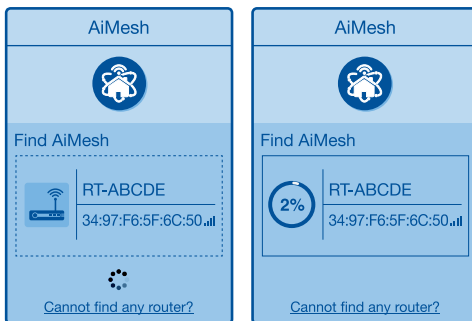 AiMesh
Find AiMesh
RT-ABCDE
34:97:F6:5F:6C:50
Cannot find any router?
AiMesh
Find AiMesh
2%
RT-ABCDE
34:97:F6:5F:6C:50
Cannot find any router?